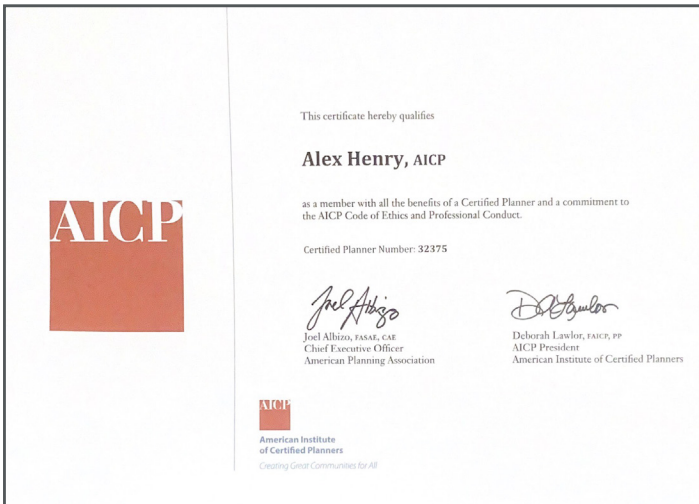 AICP
This certificate hereby qualifies
Alex Henry, AICP
as a member with all the benefits of a Certified Planner and a commitment to
the AICP Code of Ethics and Professional Conduct.
Certified Planner Number: 32375
Joel Albizo, FASAE, CAE
Chief Executive Officer
American Planning Association
Deborah Lawlor, FAICP, PP
AICP President
American Institute of Certified Planners
AICP
American Institute
of Certified Planners
Creating Great Communities for All